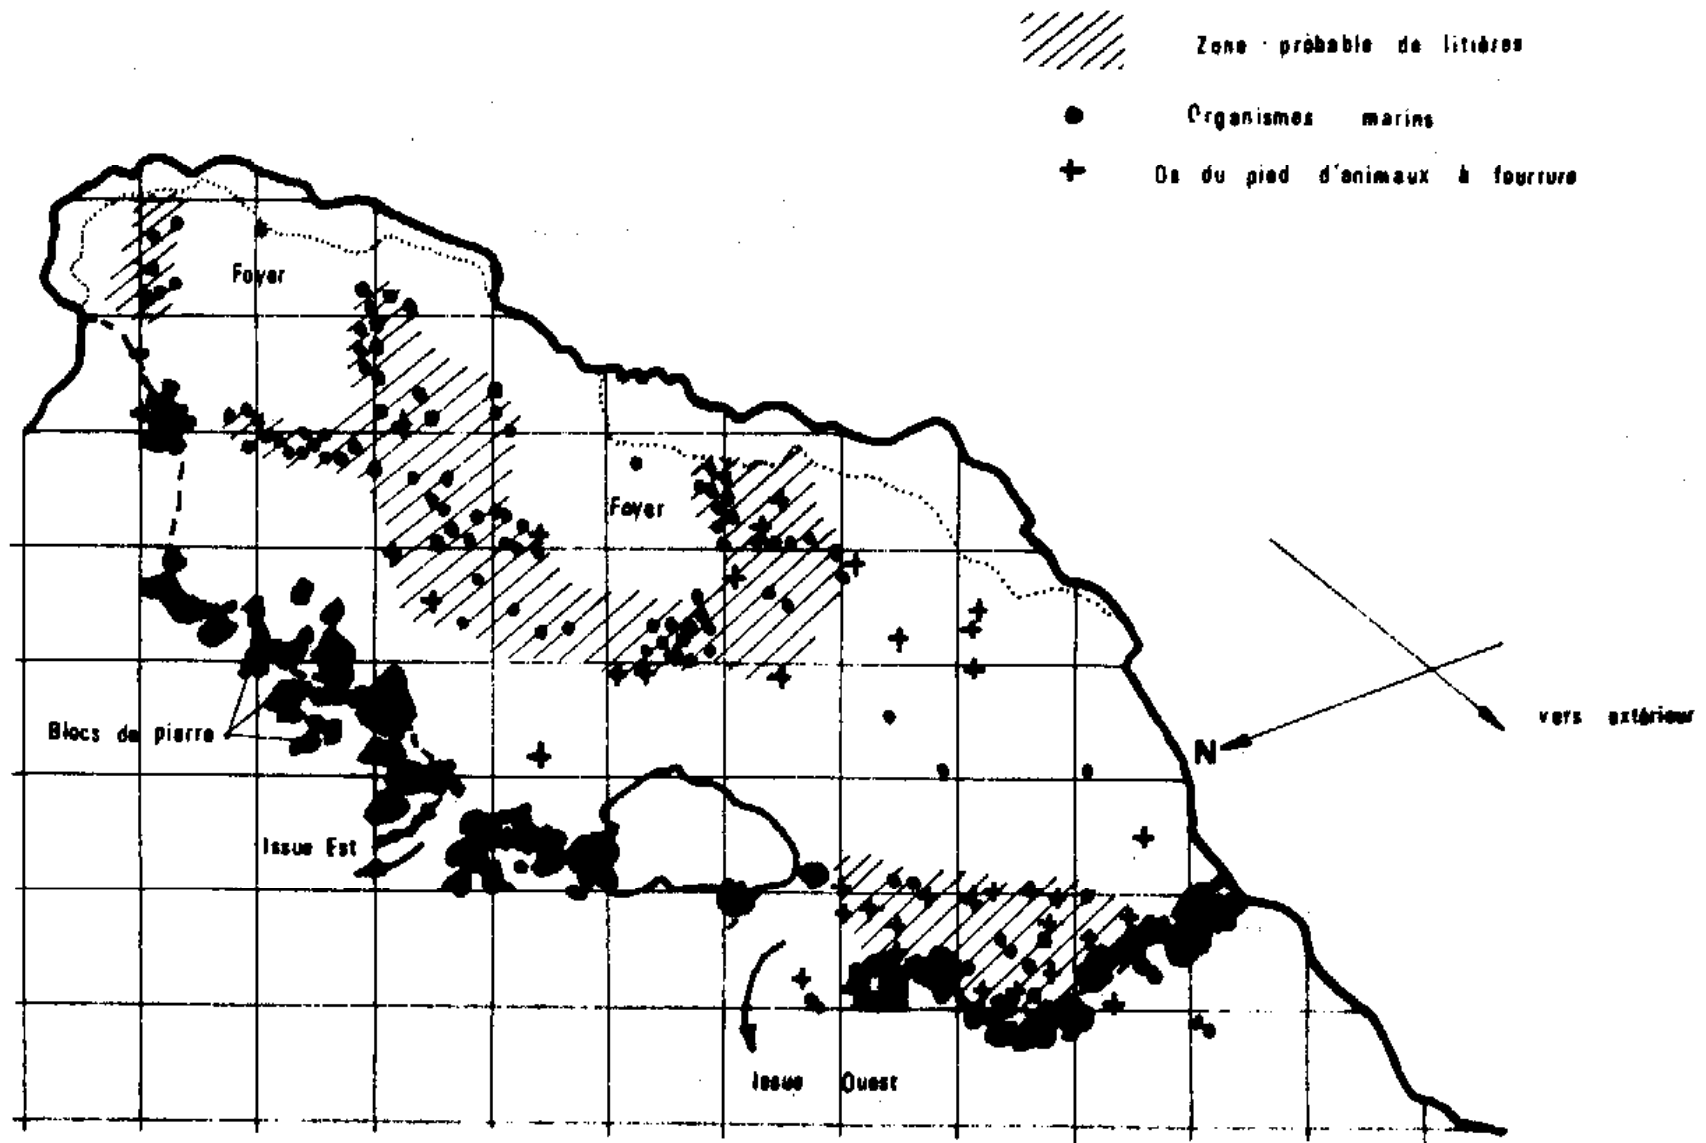 Zone probable de litières
Organismes marins
Os du pied d'animaux à fourrure
Foyer
Foyer
vers extérieur
N
Blocs de pierre
Issue Est
Issue Ouest